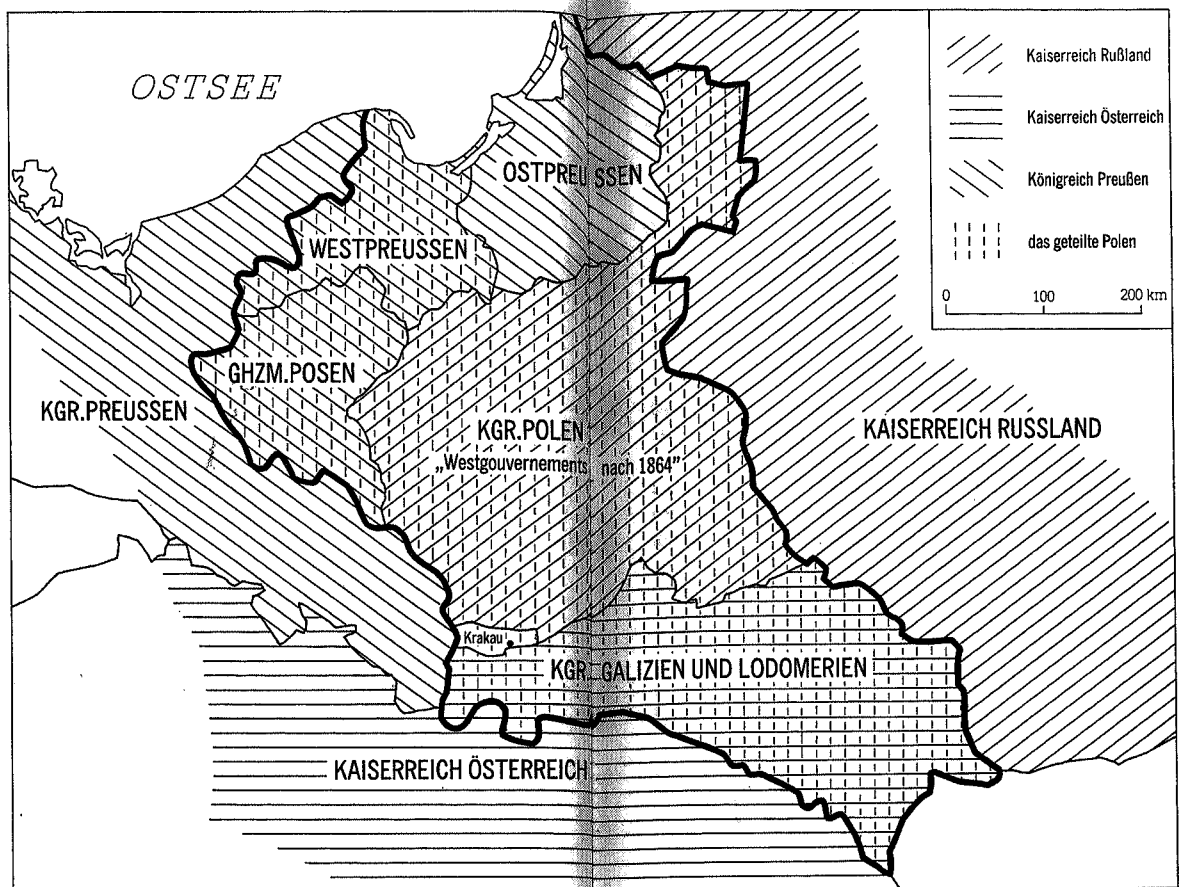 OSTSEE
Kaiserreich Rußland
Kaiserreich Österreich
Königreich Preußen
das geteilte Polen
0 100 200 km
OSTPREUSSEN
WESTPREUSSEN
GHZM.POSEN
KGR.PREUSSEN
KGR.POLEN
„Westgouvernements nach 1864”
KAISERREICH RUSSLAND
Krakau
KGR. GALIZIEN UND LODOMERIEN
KAISERREICH ÖSTERREICH